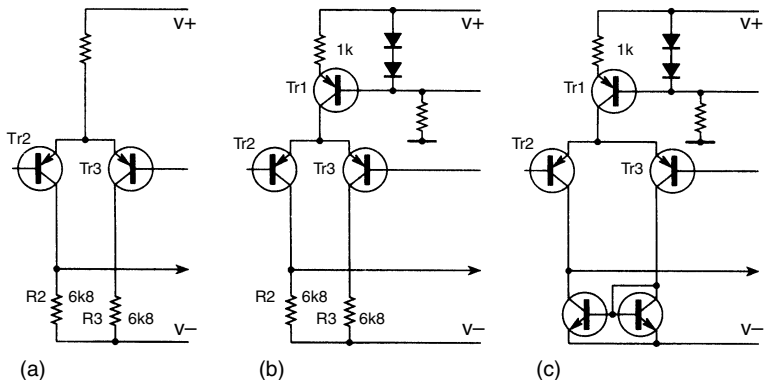 V+
Tr2
Tr3
R2
6k8
R3
6k8
V−
(a)
V+
1k
Tr1
Tr2
Tr3
R2
6k8
R3
6k8
V−
(b)
V+
1k
Tr1
Tr2
Tr3
V−
(c)